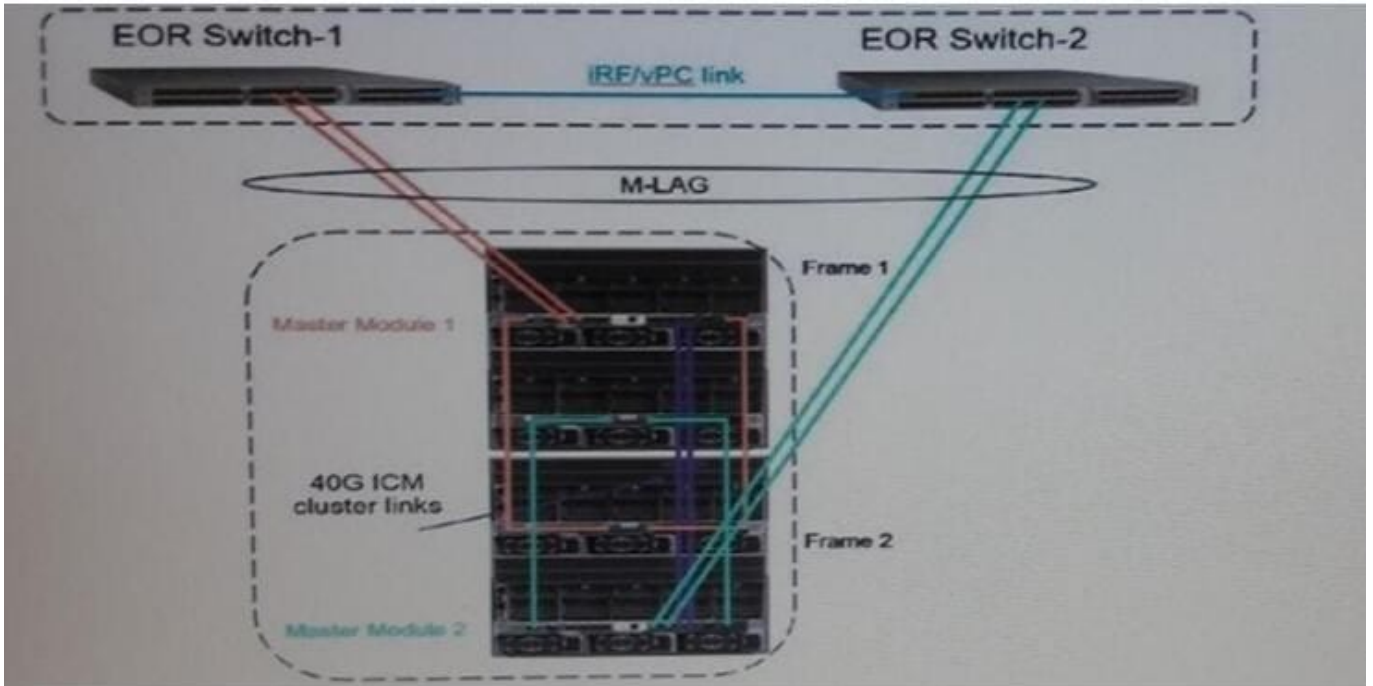 EOR Switch-1
EOR Switch-2
iRF/vPC link
M-LAG
Frame 1
Master Module 1
40G ICM
cluster links
Frame 2
Master Module 2